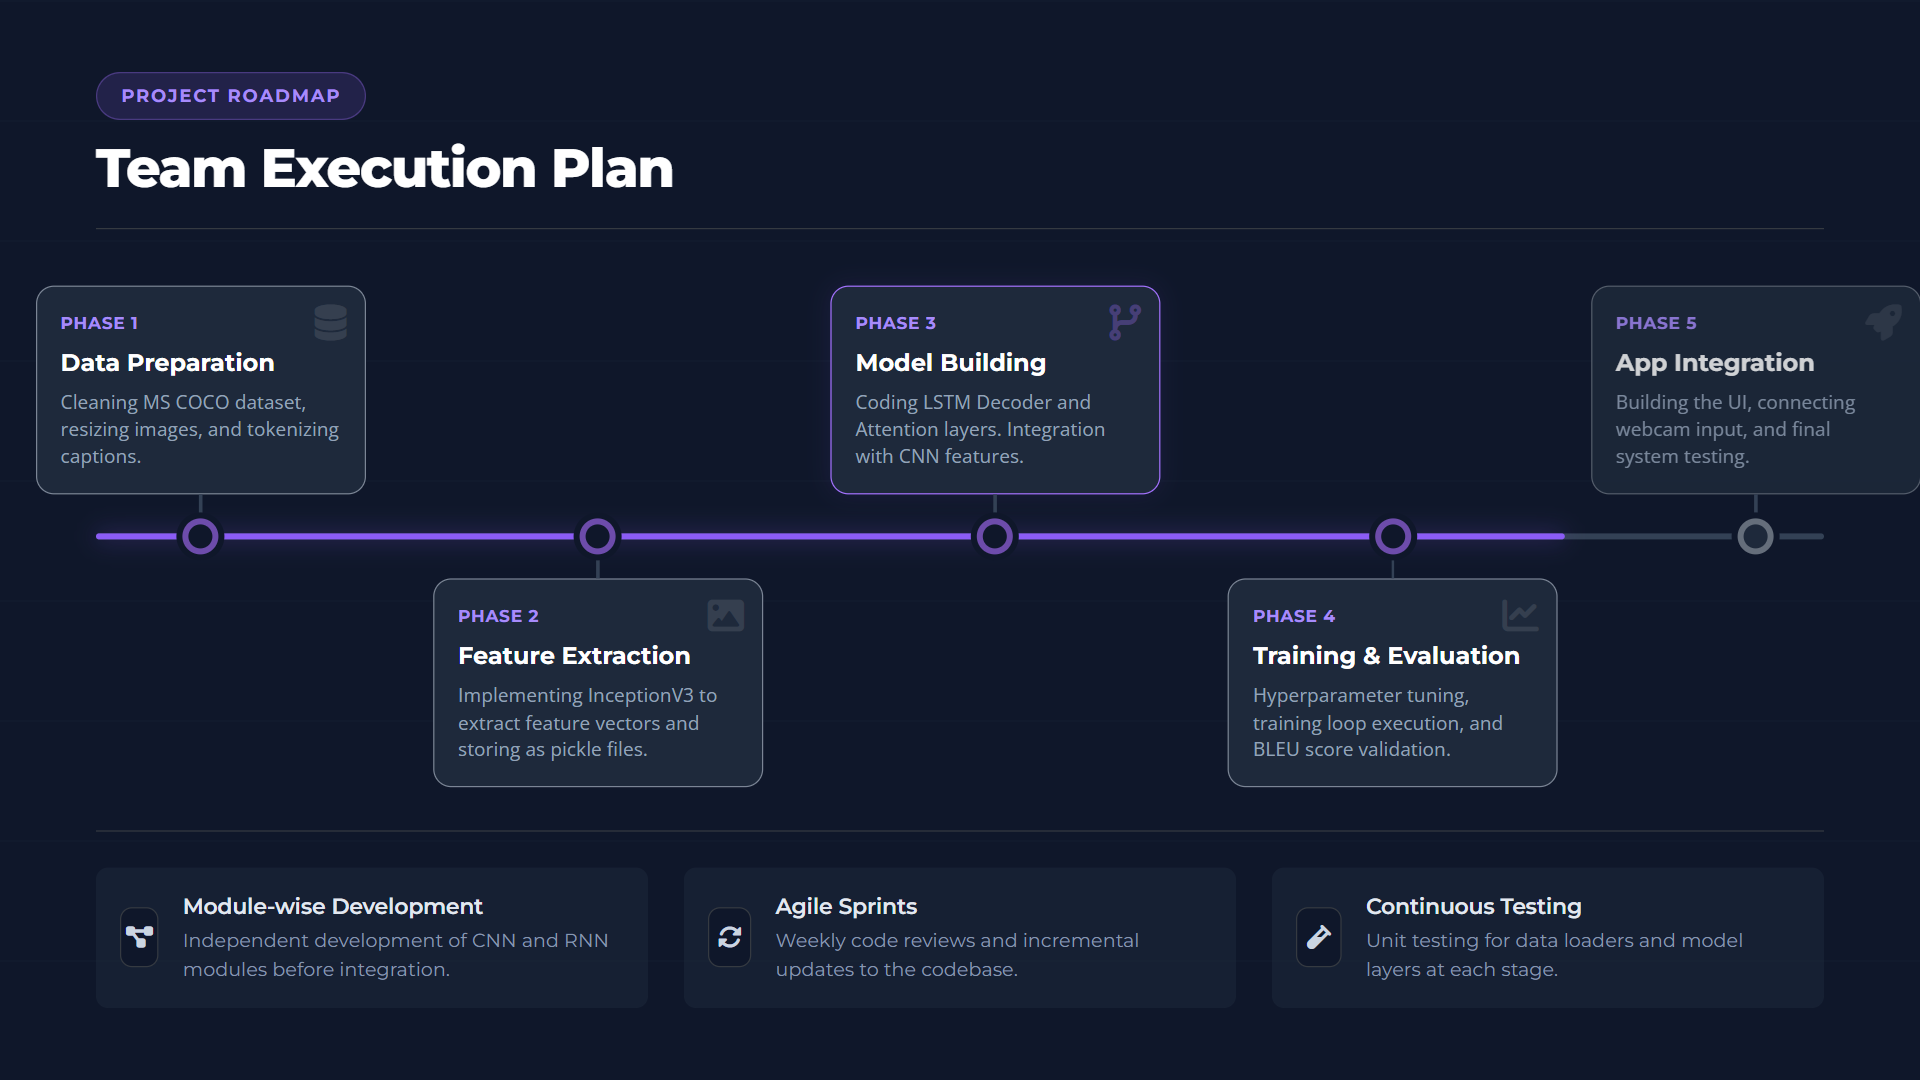 PROJECT ROADMAP
Team Execution Plan
PHASE 1
Data Preparation
Cleaning MS COCO dataset,
resizing images, and tokenizing
captions.
PHASE 2
Feature Extraction
Implementing InceptionV3 to
extract feature vectors and
storing as pickle files.
PHASE 3
Model Building
Coding LSTM Decoder and
Attention layers. Integration
with CNN features.
PHASE 4
Training & Evaluation
Hyperparameter tuning,
training loop execution, and
BLEU score validation.
PHASE 5
App Integration
Building the UI, connecting
webcam input, and final
system testing.
Module-wise Development
Independent development of CNN and RNN
modules before integration.
Agile Sprints
Weekly code reviews and incremental
updates to the codebase.
Continuous Testing
Unit testing for data loaders and model
layers at each stage.